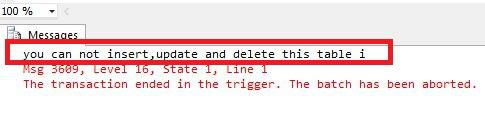 100 %
Messages
you can not insert,update and delete this table i
Msg 3609, Level 16, State 1, Line 1
The transaction ended in the trigger. The batch has been aborted.